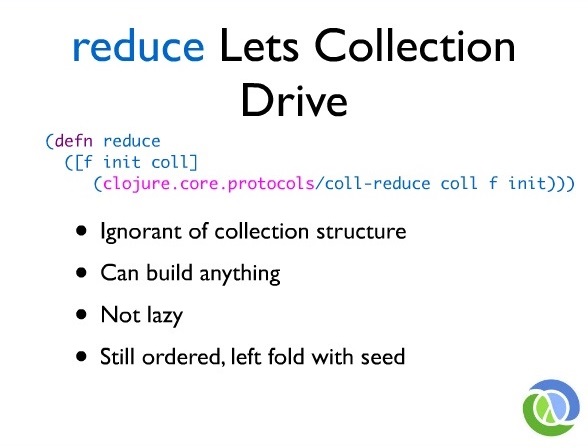 reduce Lets Collection
Drive
(defn reduce
([f init coll]
(clojure.core.protocols/coll-reduce coll f init)))
• Ignorant of collection structure
• Can build anything
• Not lazy
• Still ordered, left fold with seed